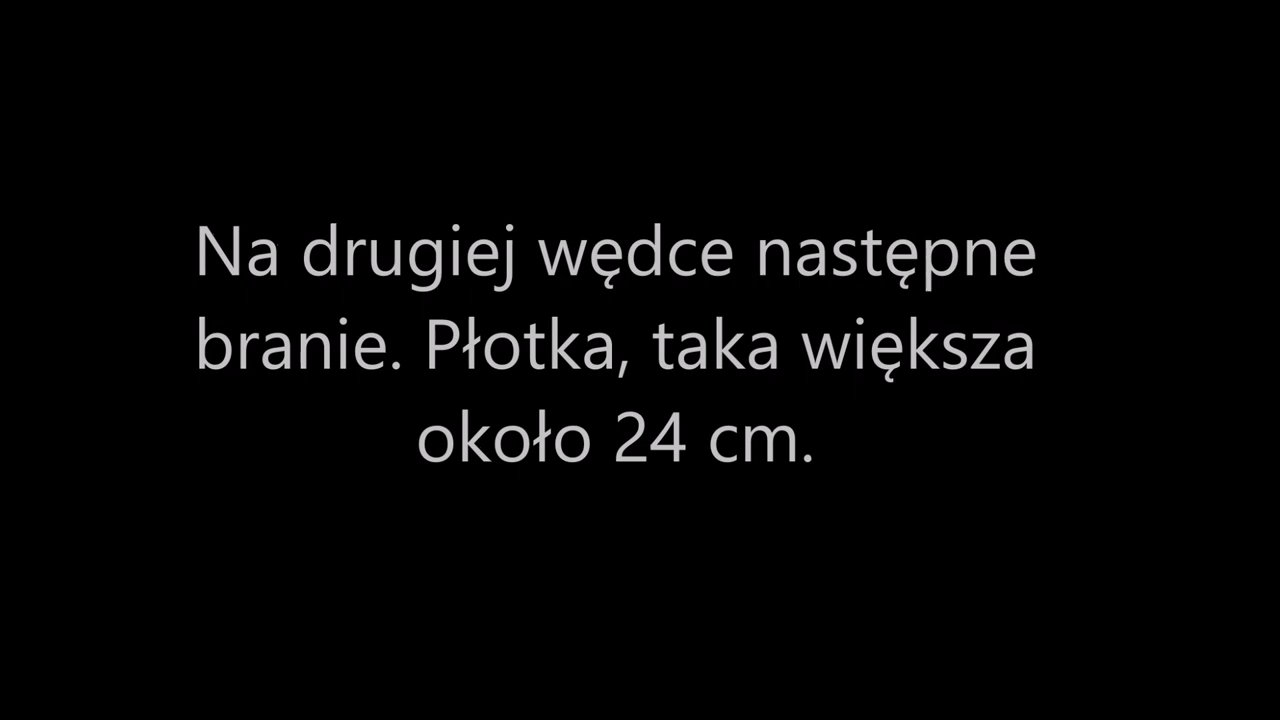 Na drugiej wędce następne
branie. Płotka, taka większa
około 24 cm.